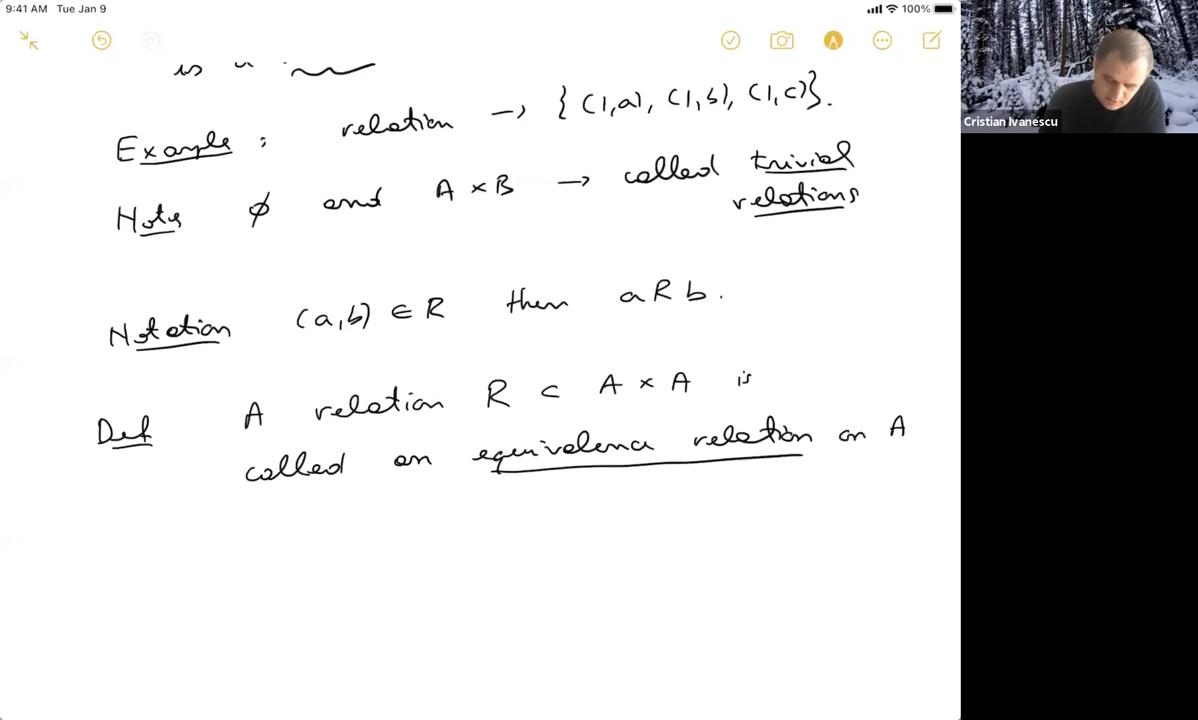 9:41 AM Tue Jan 9
100%
is a
Example : relation → { (1,a), (1,b), (1,c)}.
Note ∅ and A × B → called trivial
relations
Notation (a,b) ∈ R then a R b.
Def A relation R ⊂ A × A is
called an equivalence relation on A
Cristian Ivanescu